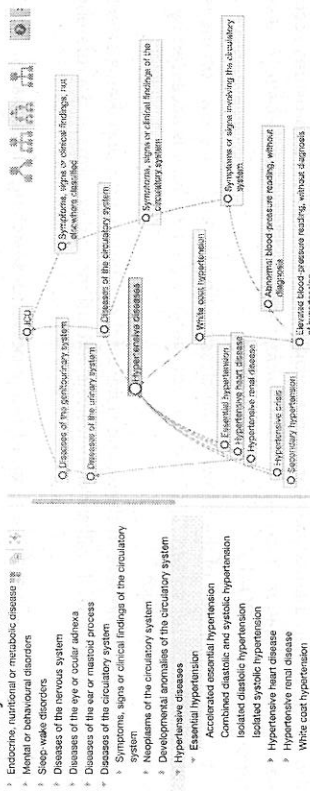 Endocrine, nutritional or metabolic disease
Mental or behavioural disorders
Sleep-wake disorders
Diseases of the nervous system
Diseases of the eye or ocular adnexa
Diseases of the ear or mastoid process
Diseases of the circulatory system
Symptoms, signs or clinical findings of the circulatory
system
Neoplasms of the circulatory system
Developmental anomalies of the circulatory system
Hypertensive diseases
Essential hypertension
Accelerated essential hypertension
Combined diastolic and systolic hypertension
Isolated diastolic hypertension
Isolated systolic hypertension
Hypertensive heart disease
Hypertensive renal disease
White coat hypertension
ICD
Diseases of the genitourinary system
Symptoms, signs or clinical findings, not
elsewhere classified
Diseases of the urinary system
Diseases of the circulatory system
Hypertensive diseases
Symptoms, signs or clinical findings of the
circulatory system
White coat hypertension
Symptoms or signs involving the circulatory
system
Essential hypertension
Hypertensive heart disease
Hypertensive renal disease
Hypertensive crisis
Secondary hypertension
Abnormal blood-pressure reading, without
diagnosis
Elevated blood-pressure reading, without diagnosis